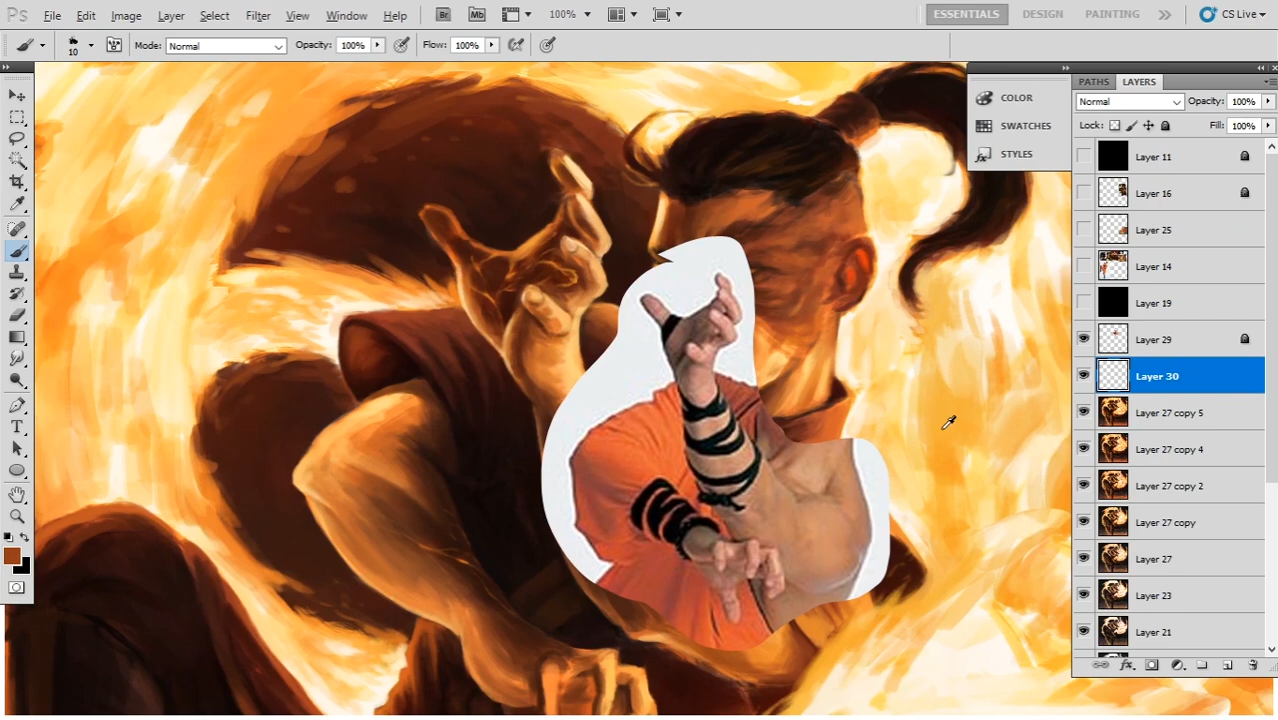 Ps File Edit Image Layer Select Filter View Window Help Br Mb 100% ESSENTIALS DESIGN PAINTING CS Live
10 Mode: Normal Opacity: 100% Flow: 100%
PATHS LAYERS
COLOR
SWATCHES
STYLES
Normal Opacity: 100%
Lock: Fill: 100%
Layer 11
Layer 16
Layer 25
Layer 14
Layer 19
Layer 29
Layer 30
Layer 27 copy 5
Layer 27 copy 4
Layer 27 copy 2
Layer 27 copy
Layer 27
Layer 23
Layer 21